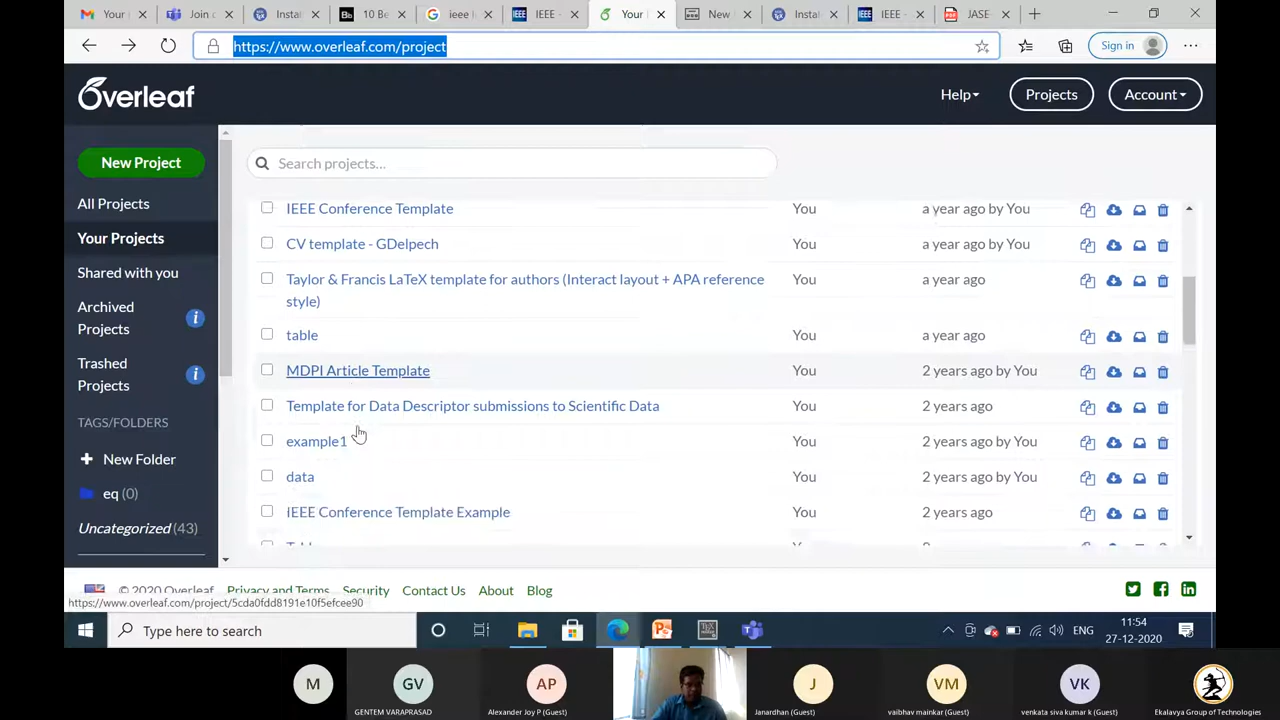 Your i
Join c
Instal
10 Be
ieee l
IEEE -
Your
New
Instal
IEEE -
JASE
https://www.overleaf.com/project
Sign in
Overleaf
Help
Projects
Account
New Project
All Projects
Your Projects
Shared with you
Archived
Projects
Trashed
Projects
TAGS/FOLDERS
New Folder
eq (0)
Uncategorized (43)
Search projects...
IEEE Conference Template You a year ago by You
CV template - GDelpech You a year ago by You
Taylor & Francis LaTeX template for authors (Interact layout + APA reference
style) You a year ago
table You a year ago
MDPI Article Template You 2 years ago by You
Template for Data Descriptor submissions to Scientific Data You 2 years ago
example1 You 2 years ago by You
data You 2 years ago by You
IEEE Conference Template Example You 2 years ago
© 2020 Overleaf Privacy and Terms Security Contact Us About Blog
https://www.overleaf.com/project/5cda0fdd8191e10f5efcee90
Type here to search
ENG
11:54
27-12-2020
M
GV
AP
J
VM
VK
GENTEM VARAPRASAD
Alexander Joy P (Guest)
Janardhan (Guest)
vaibhav mainkar (Guest)
venkata siva kumar k (Guest)
Ekalavya Group of Technologies